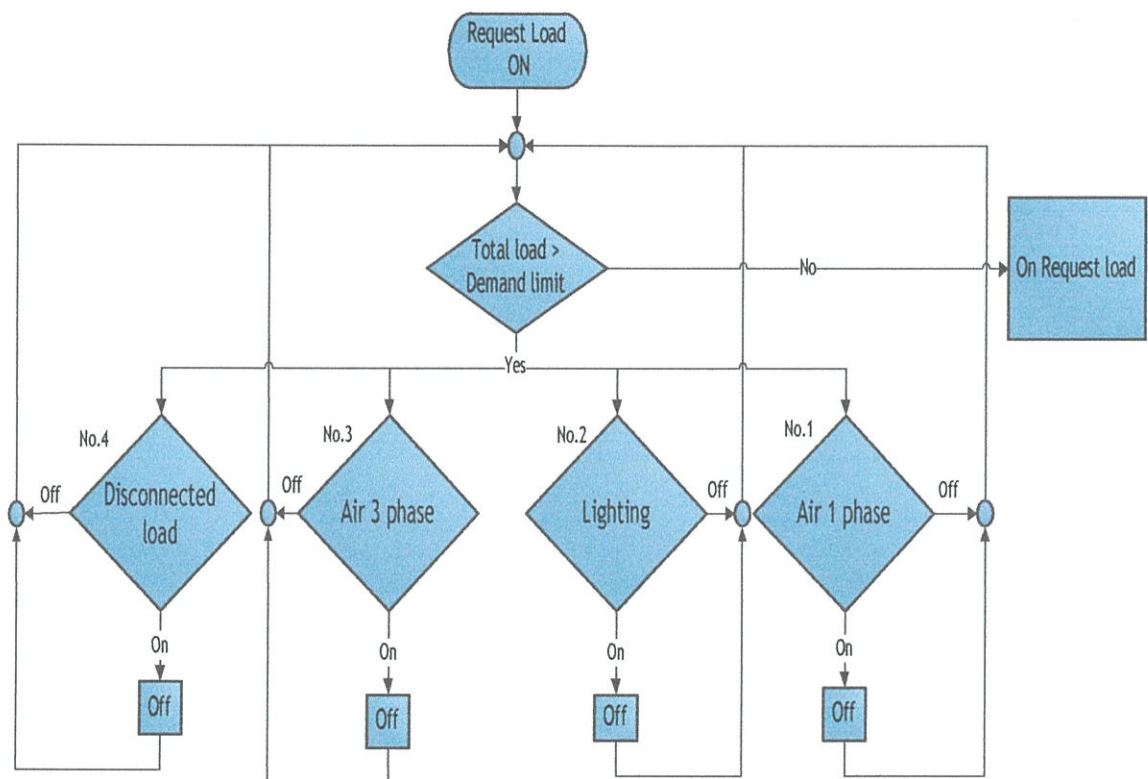 Request Load
ON
Total load >
Demand limit
No
On Request load
Yes
No.4
No.3
No.2
No.1
Disconnected
load
Off
Air 3 phase
Off
Lighting
Off
Air 1 phase
Off
On
On
On
On
Off
Off
Off
Off